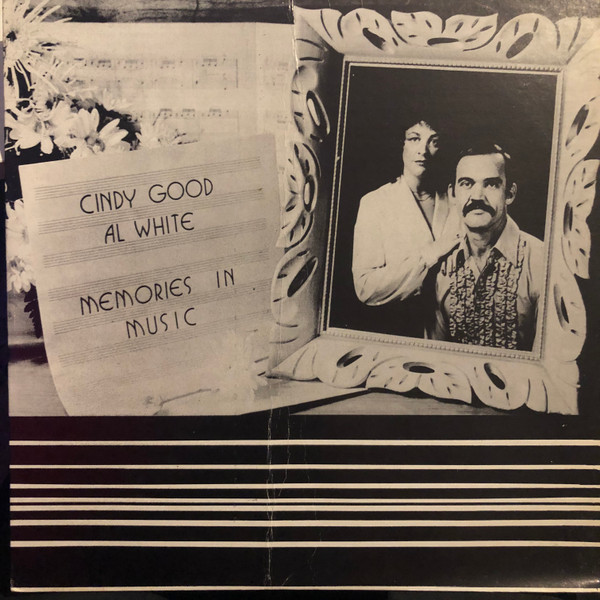 CINDY GOOD
AL WHITE
MEMORIES IN
MUSIC